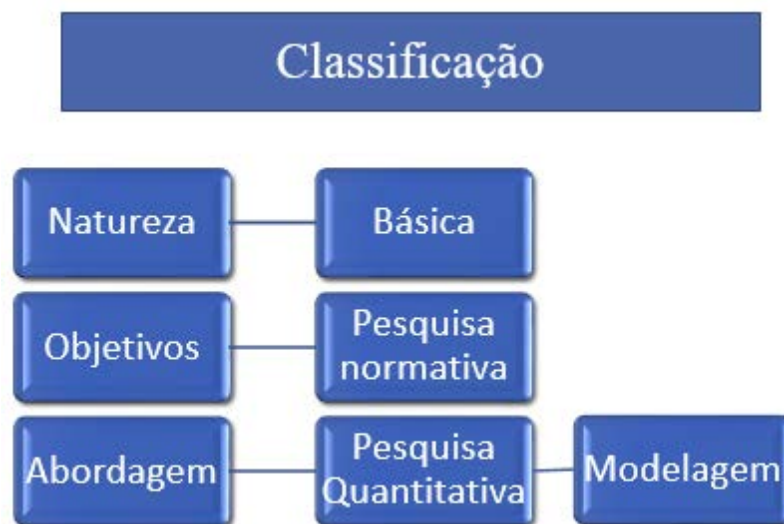 Classificação
Natureza
Básica
Objetivos
Pesquisa
normativa
Abordagem
Pesquisa
Quantitativa
Modelagem